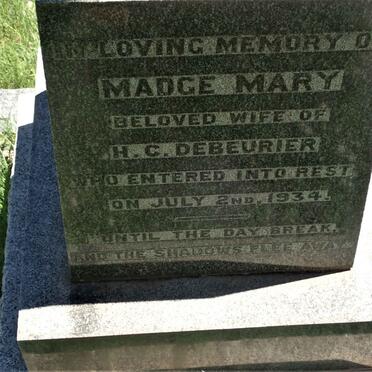 IN LOVING MEMORY O
MADGE MARY
BELOVED WIFE OF
H. C. DEBEURIER
WHO ENTERED INTO REST
ON JULY 2ND, 1934.
UNTIL THE DAY BREAK,
AND THE SHADOWS FLEE AWAY